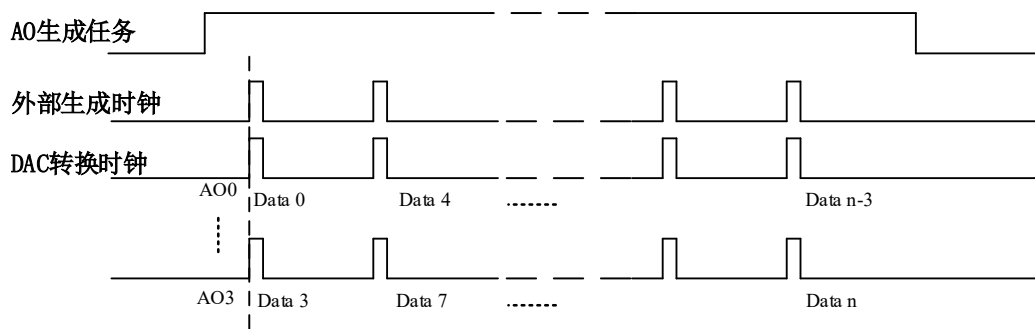 AO生成任务
外部生成时钟
DAC转换时钟
AO0 Data 0 Data 4 ........ Data n-3
AO3 Data 3 Data 7 ........ Data n